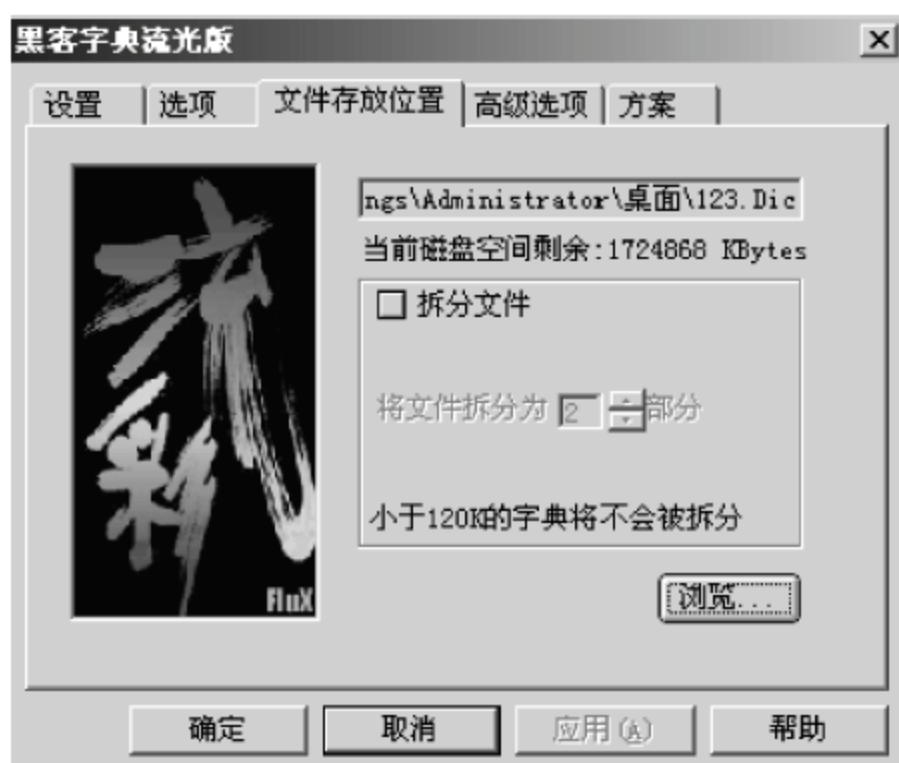 黑客字典流光版
设置 选项 文件存放位置 高级选项 方案
ngs\Administrator\桌面\123.Dic
当前磁盘空间剩余:1724868 KBytes
拆分文件
将文件拆分为 2 部分
小于120K的字典将不会被拆分
流彩
FluX
浏览...
确定 取消 应用(A) 帮助